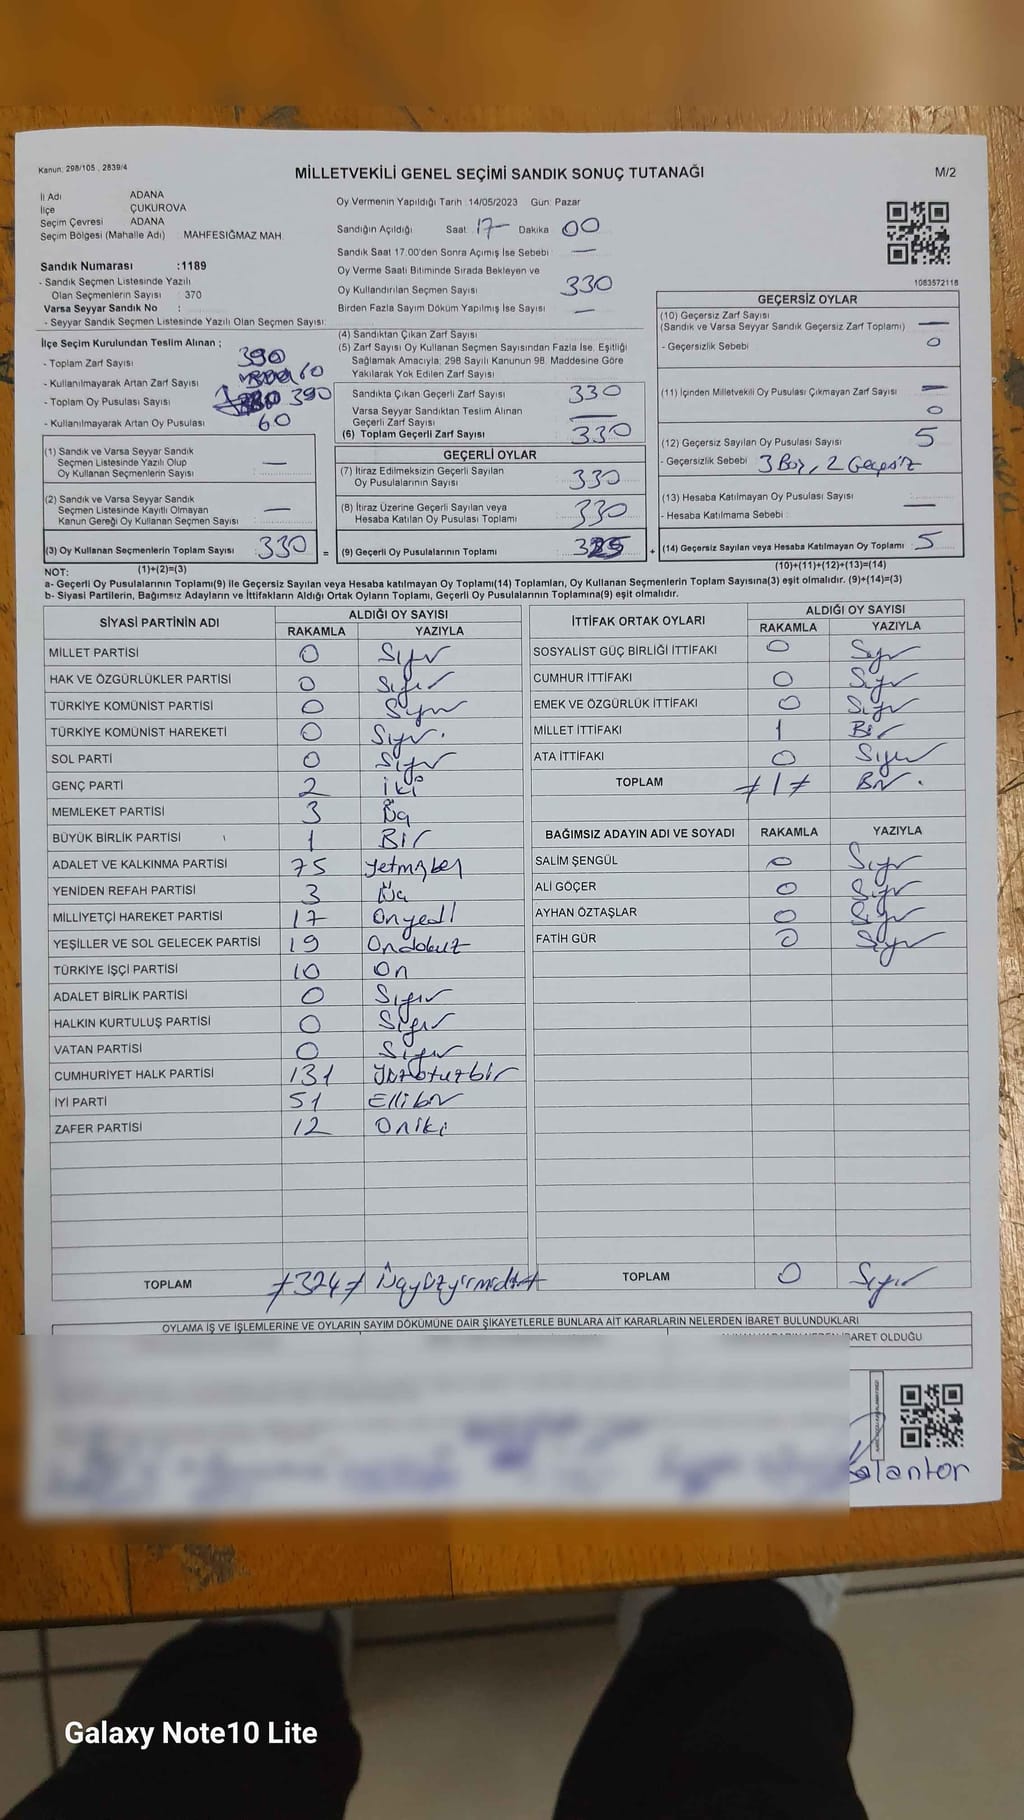 Kanun: 298/105 , 2839/4
MİLLETVEKİLİ GENEL SEÇİMİ SANDIK SONUÇ TUTANAĞI
M/2
İl Adı ADANA
İlçe ÇUKUROVA
Seçim Çevresi ADANA
Seçim Bölgesi (Mahalle Adı) MAHFESIĞMAZ MAH.
Sandık Numarası :1189
- Sandık Seçmen Listesinde Yazılı
Olan Seçmenlerin Sayısı : 370
Varsa Seyyar Sandık No :
- Seyyar Sandık Seçmen Listesinde Yazılı Olan Seçmen Sayısı:
İlçe Seçim Kurulundan Teslim Alınan ;
- Toplam Zarf Sayısı 390
- Kullanılmayarak Artan Zarf Sayısı 60
- Toplam Oy Pusulası Sayısı 390
- Kullanılmayarak Artan Oy Pusulası 60
(1) Sandık ve Varsa Seyyar Sandık
Seçmen Listesinde Yazılı Olup
Oy Kullanan Seçmen Sayısı —
(2) Sandık ve Varsa Seyyar Sandık
Seçmen Listesinde Kayıtlı Olmayan
Kanun Gereği Oy Kullanan Seçmen Sayısı —
(3) Oy Kullanan Seçmenlerin Toplam Sayısı 330 =
(1)+(2)=(3)
Oy Vermenin Yapıldığı Tarih :14/05/2023 Gün: Pazar
Sandığın Açıldığı Saat 17- Dakika 00
Sandık Saat 17.00'den Sonra Açımış İse Sebebi —
Oy Verme Saati Bitiminde Sırada Bekleyen ve
Oy Kullandırılan Seçmen Sayısı 330
Birden Fazla Sayım Döküm Yapılmış İse Sayısı —
(4) Sandıktan Çıkan Zarf Sayısı
(5) Zarf Sayısı Oy Kullanan Seçmen Sayısından Fazla İse, Eşitliği
Sağlamak Amacıyla, 298 Sayılı Kanunun 98. Maddesine Göre
Yakılarak Yok Edilen Zarf Sayısı
Sandıkta Çıkan Geçerli Zarf Sayısı 330
Varsa Seyyar Sandıktan Teslim Alınan
Geçerli Zarf Sayısı —
(6) Toplam Geçerli Zarf Sayısı 330
GEÇERLİ OYLAR
(7) İtiraz Edilmeksizin Geçerli Sayılan
Oy Pusulalarının Sayısı 330
(8) İtiraz Üzerine Geçerli Sayılan veya
Hesaba Katılan Oy Pusulası Toplamı 330
(9) Geçerli Oy Pusulalarının Toplamı 325 +
1083572118
GEÇERSİZ OYLAR
(10) Geçersiz Zarf Sayısı
(Sandık ve Varsa Seyyar Sandık Geçersiz Zarf Toplamı) —
- Geçersizlik Sebebi 0
(11) İçinden Milletvekili Oy Pusulası Çıkmayan Zarf Sayısı —
0
(12) Geçersiz Sayılan Oy Pusulası Sayısı 5
- Geçersizlik Sebebi 3 Boş, 2 Geçersiz
(13) Hesaba Katılmayan Oy Pusulası Sayısı —
- Hesaba Katılmama Sebebi : —
(14) Geçersiz Sayılan veya Hesaba Katılmayan Oy Toplamı 5
(10)+(11)+(12)+(13)=(14)
NOT:
a- Geçerli Oy Pusulalarının Toplamı(9) ile Geçersiz Sayılan veya Hesaba katılmayan Oy Toplamı(14) Toplamları, Oy Kullanan Seçmenlerin Toplam Sayısına(3) eşit olmalıdır. (9)+(14)=(3)
b- Siyasi Partilerin, Bağımsız Adayların ve İttifakların Aldığı Ortak Oyların Toplamı, Geçerli Oy Pusulalarının Toplamına(9) eşit olmalıdır.
SİYASİ PARTİNİN ADI ALDIĞI OY SAYISI
RAKAMLA YAZIYLA
MİLLET PARTİSİ 0 Sıfır
HAK VE ÖZGÜRLÜKLER PARTİSİ 0 Sıfır
TÜRKİYE KOMÜNİST PARTİSİ 0 Sıfır
TÜRKİYE KOMÜNİST HAREKETİ 0 Sıfır.
SOL PARTİ 0 Sıfır
GENÇ PARTİ 2 İki
MEMLEKET PARTİSİ 3 Üç
BÜYÜK BİRLİK PARTİSİ 1 Bir
ADALET VE KALKINMA PARTİSİ 75 Yetmişbeş
YENİDEN REFAH PARTİSİ 3 Üç
MİLLİYETÇİ HAREKET PARTİSİ 17 Onyedi
YEŞİLLER VE SOL GELECEK PARTİSİ 19 Ondokuz
TÜRKİYE İŞÇİ PARTİSİ 10 On
ADALET BİRLİK PARTİSİ 0 Sıfır
HALKIN KURTULUŞ PARTİSİ 0 Sıfır
VATAN PARTİSİ 0 Sıfır
CUMHURİYET HALK PARTİSİ 131 Yüzotuzbir
İYİ PARTİ 51 Ellibir
ZAFER PARTİSİ 12 Oniki
TOPLAM ≠324≠ Üçyüzyirmidört
İTTİFAK ORTAK OYLARI ALDIĞI OY SAYISI
RAKAMLA YAZIYLA
SOSYALİST GÜÇ BİRLİĞİ İTTİFAKI 0 Sıfır
CUMHUR İTTİFAKI 0 Sıfır
EMEK VE ÖZGÜRLÜK İTTİFAKI 0 Sıfır
MİLLET İTTİFAKI 1 Bir
ATA İTTİFAKI 0 Sıfır
TOPLAM ≠1≠ Bir.
BAĞIMSIZ ADAYIN ADI VE SOYADI RAKAMLA YAZIYLA
SALİM ŞENGÜL 0 Sıfır
ALİ GÖÇER 0 Sıfır
AYHAN ÖZTAŞLAR 0 Sıfır
FATİH GÜR 0 Sıfır
TOPLAM 0 Sıfır
OYLAMA İŞ VE İŞLEMLERİNE VE OYLARIN SAYIM DÖKÜMÜNE DAİR ŞİKAYETLERLE BUNLARA AİT KARARLARIN NELERDEN İBARET BULUNDUKLARI
İBARET OLDUĞU
Galaxy Note10 Lite